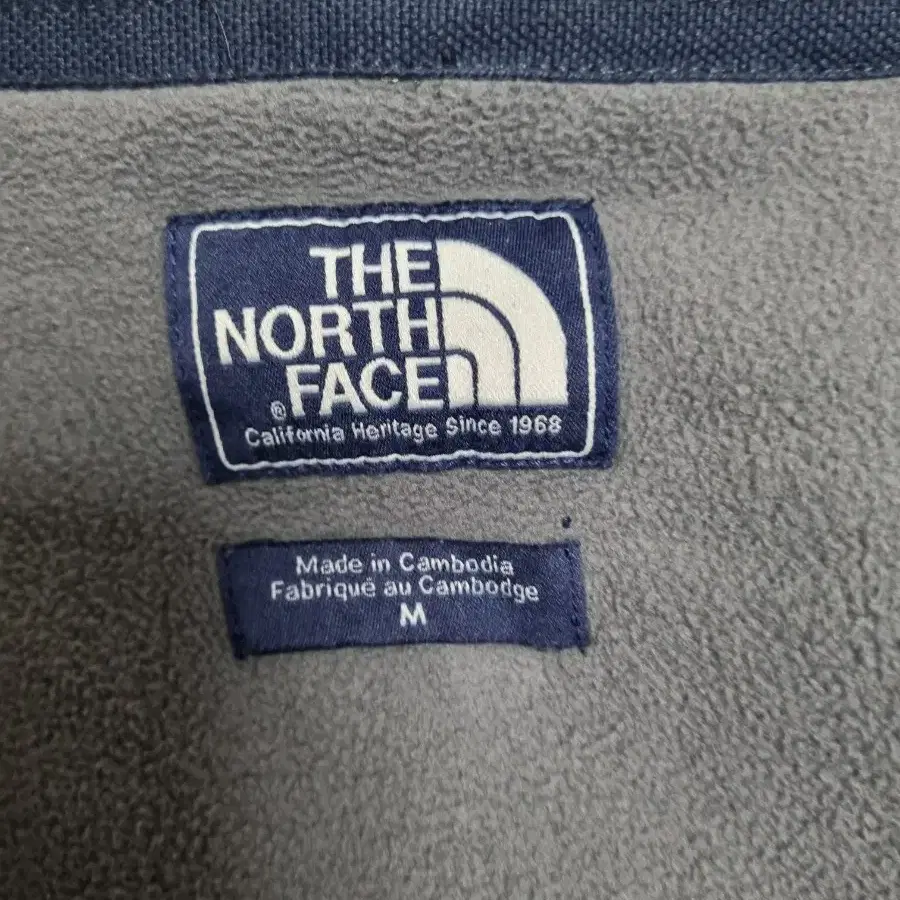 THE
NORTH
FACE
®
California Heritage Since 1968
Made in Cambodia
Fabriqué au Cambodge
M